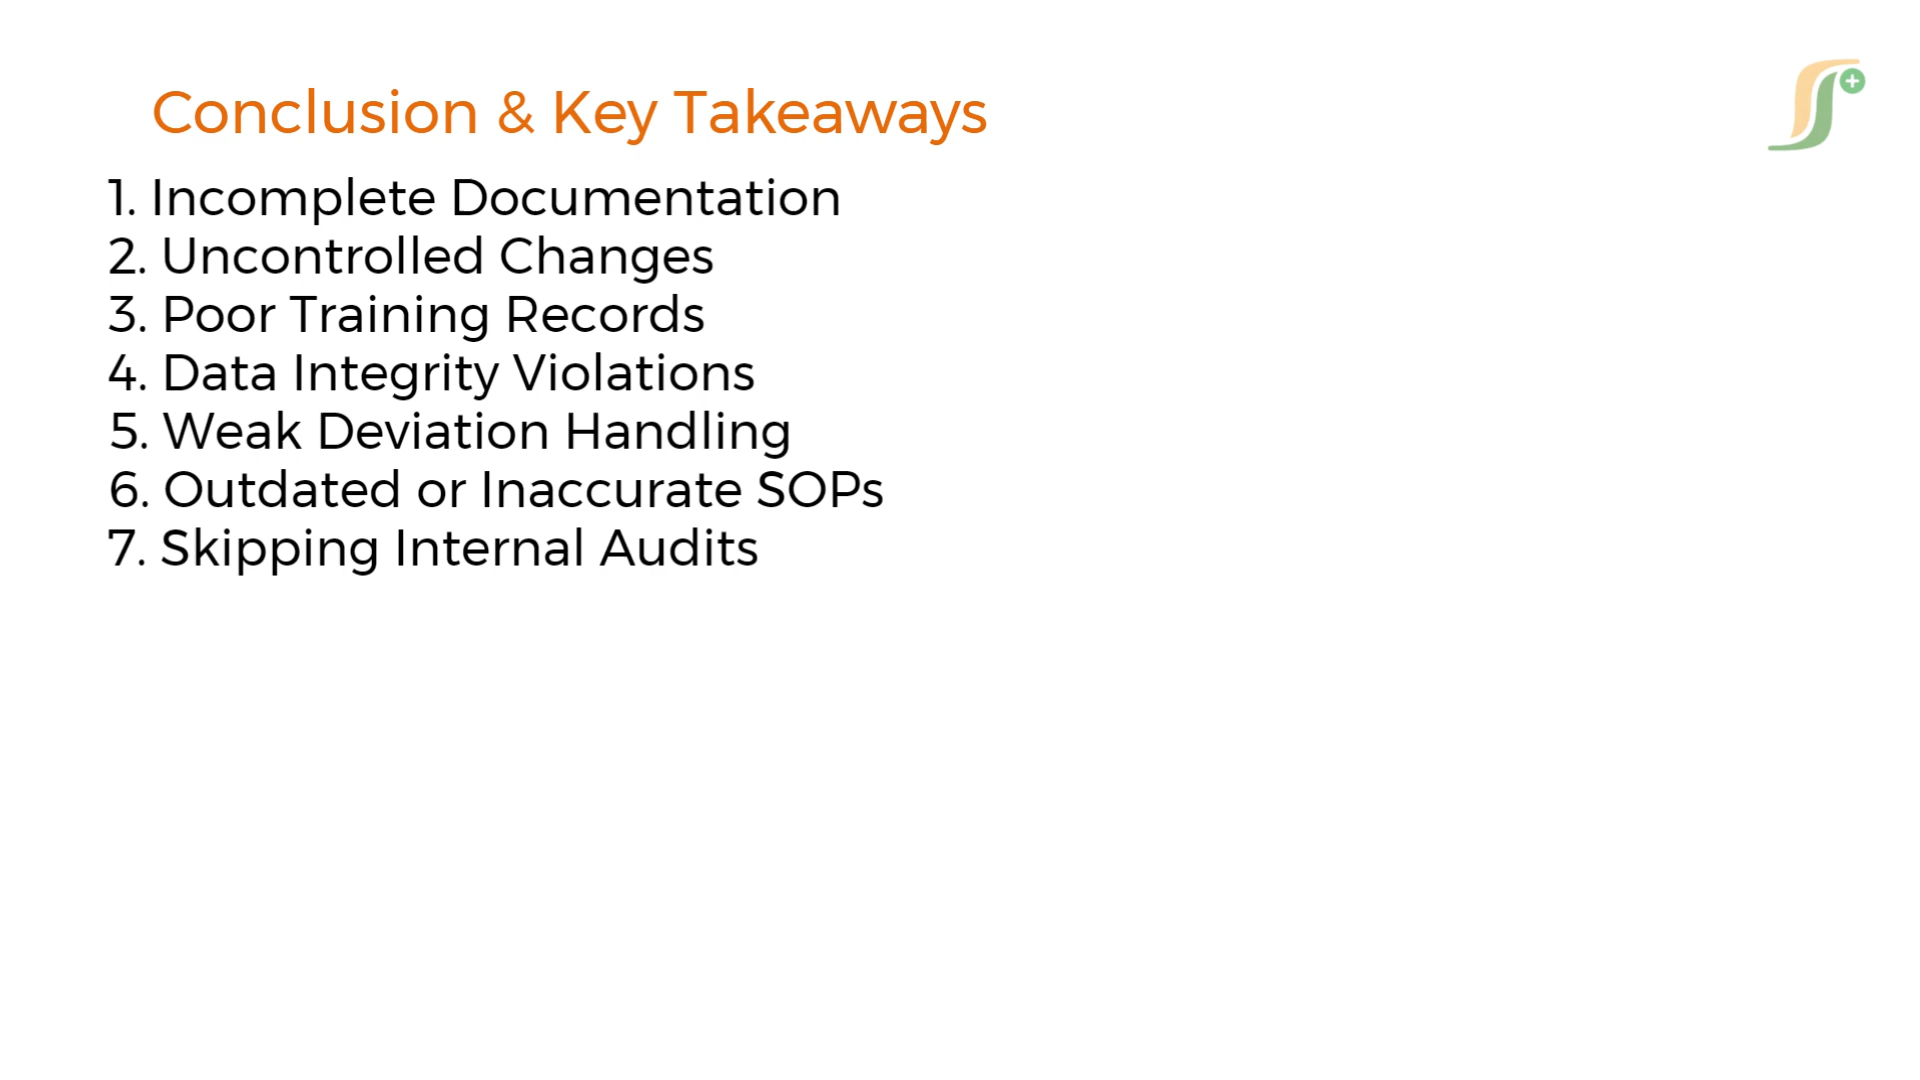 Conclusion & Key Takeaways
1. Incomplete Documentation
2. Uncontrolled Changes
3. Poor Training Records
4. Data Integrity Violations
5. Weak Deviation Handling
6. Outdated or Inaccurate SOPs
7. Skipping Internal Audits